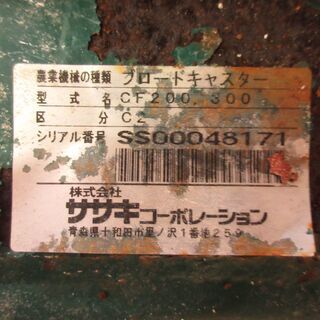 農業機械の種類 ブロードキャスター
型式名 CF200.300
区分 C2
シリアル番号 SS00048171
株式会社
ササキコーポレーション
青森県十和田市里ノ沢1番地259